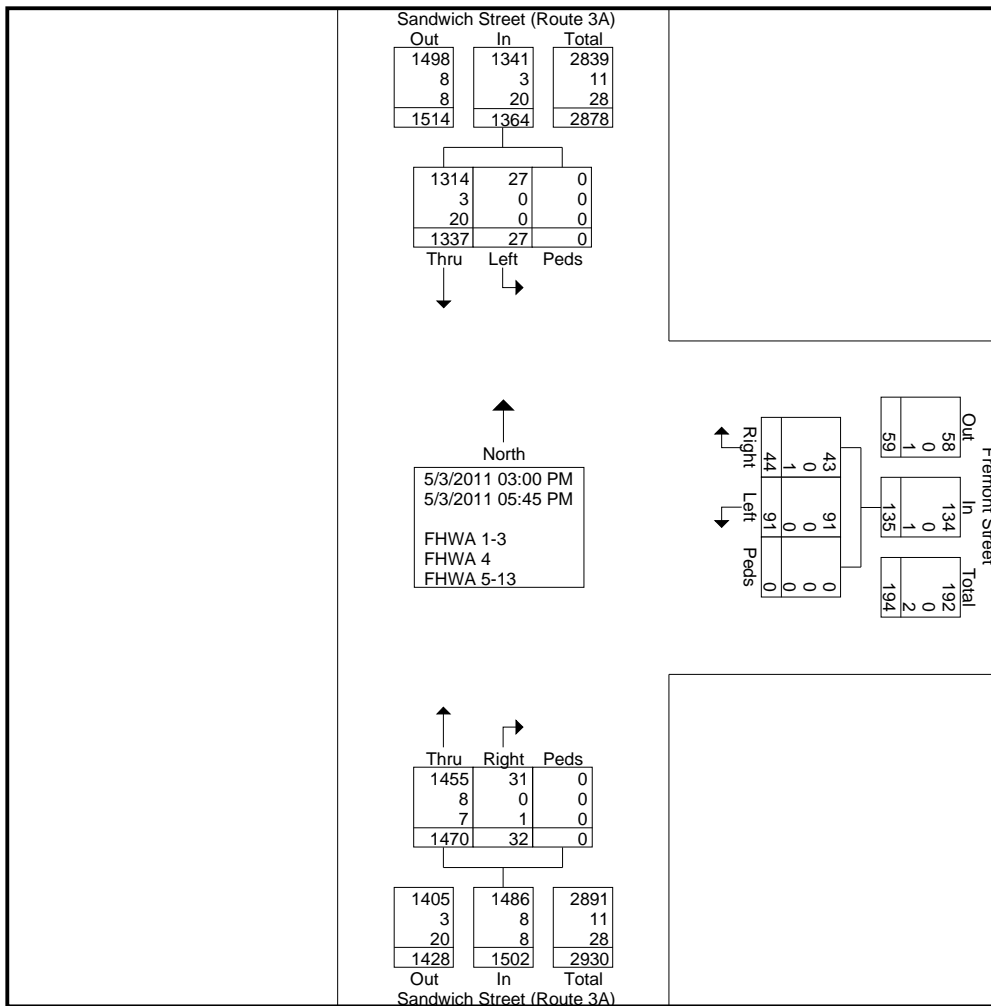 Sandwich Street (Route 3A)
Out In Total
1498 1341 2839
8 3 11
8 20 28
1514 1364 2878
1314 27 0
3 0 0
20 0 0
1337 27 0
Thru Left Peds
North
5/3/2011 03:00 PM
5/3/2011 05:45 PM
FHWA 1-3
FHWA 4
FHWA 5-13
Fremont Street
Out In Total
58 134 192
0 0 0
1 1 2
59 135 194
43 91 0
0 0 0
1 0 0
44 91 0
Right Left Peds
Thru Right Peds
1455 31 0
8 0 0
7 1 0
1470 32 0
1405 1486 2891
3 8 11
20 8 28
1428 1502 2930
Out In Total
Sandwich Street (Route 3A)